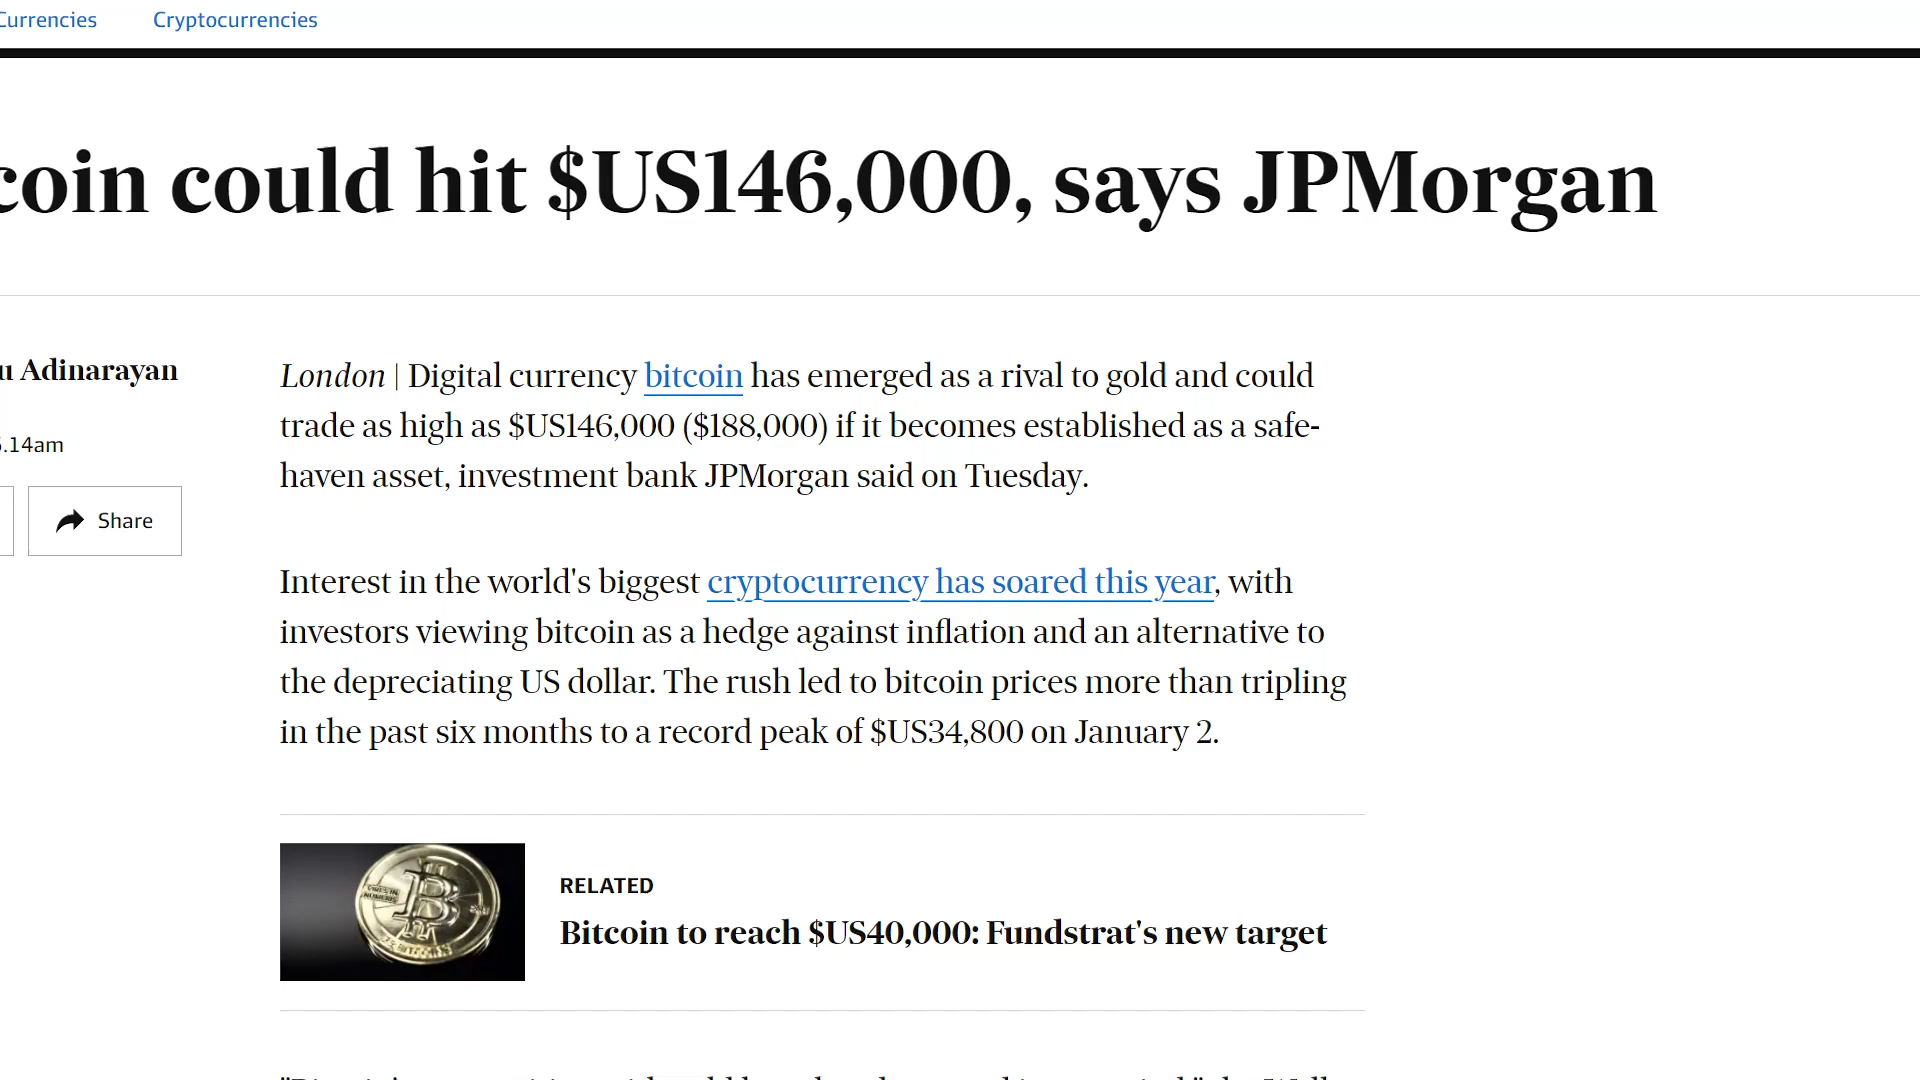 Cryptocurrencies
could hit $US146,000, says JPMorgan
Adinarayan
Share
London | Digital currency bitcoin has emerged as a rival to gold and could
trade as high as $US146,000 ($188,000) if it becomes established as a safe-
haven asset, investment bank JPMorgan said on Tuesday.
Interest in the world's biggest cryptocurrency has soared this year, with
investors viewing bitcoin as a hedge against inflation and an alternative to
the depreciating US dollar. The rush led to bitcoin prices more than tripling
in the past six months to a record peak of $US34,800 on January 2.
RELATED
Bitcoin to reach $US40,000: Fundstrat's new target